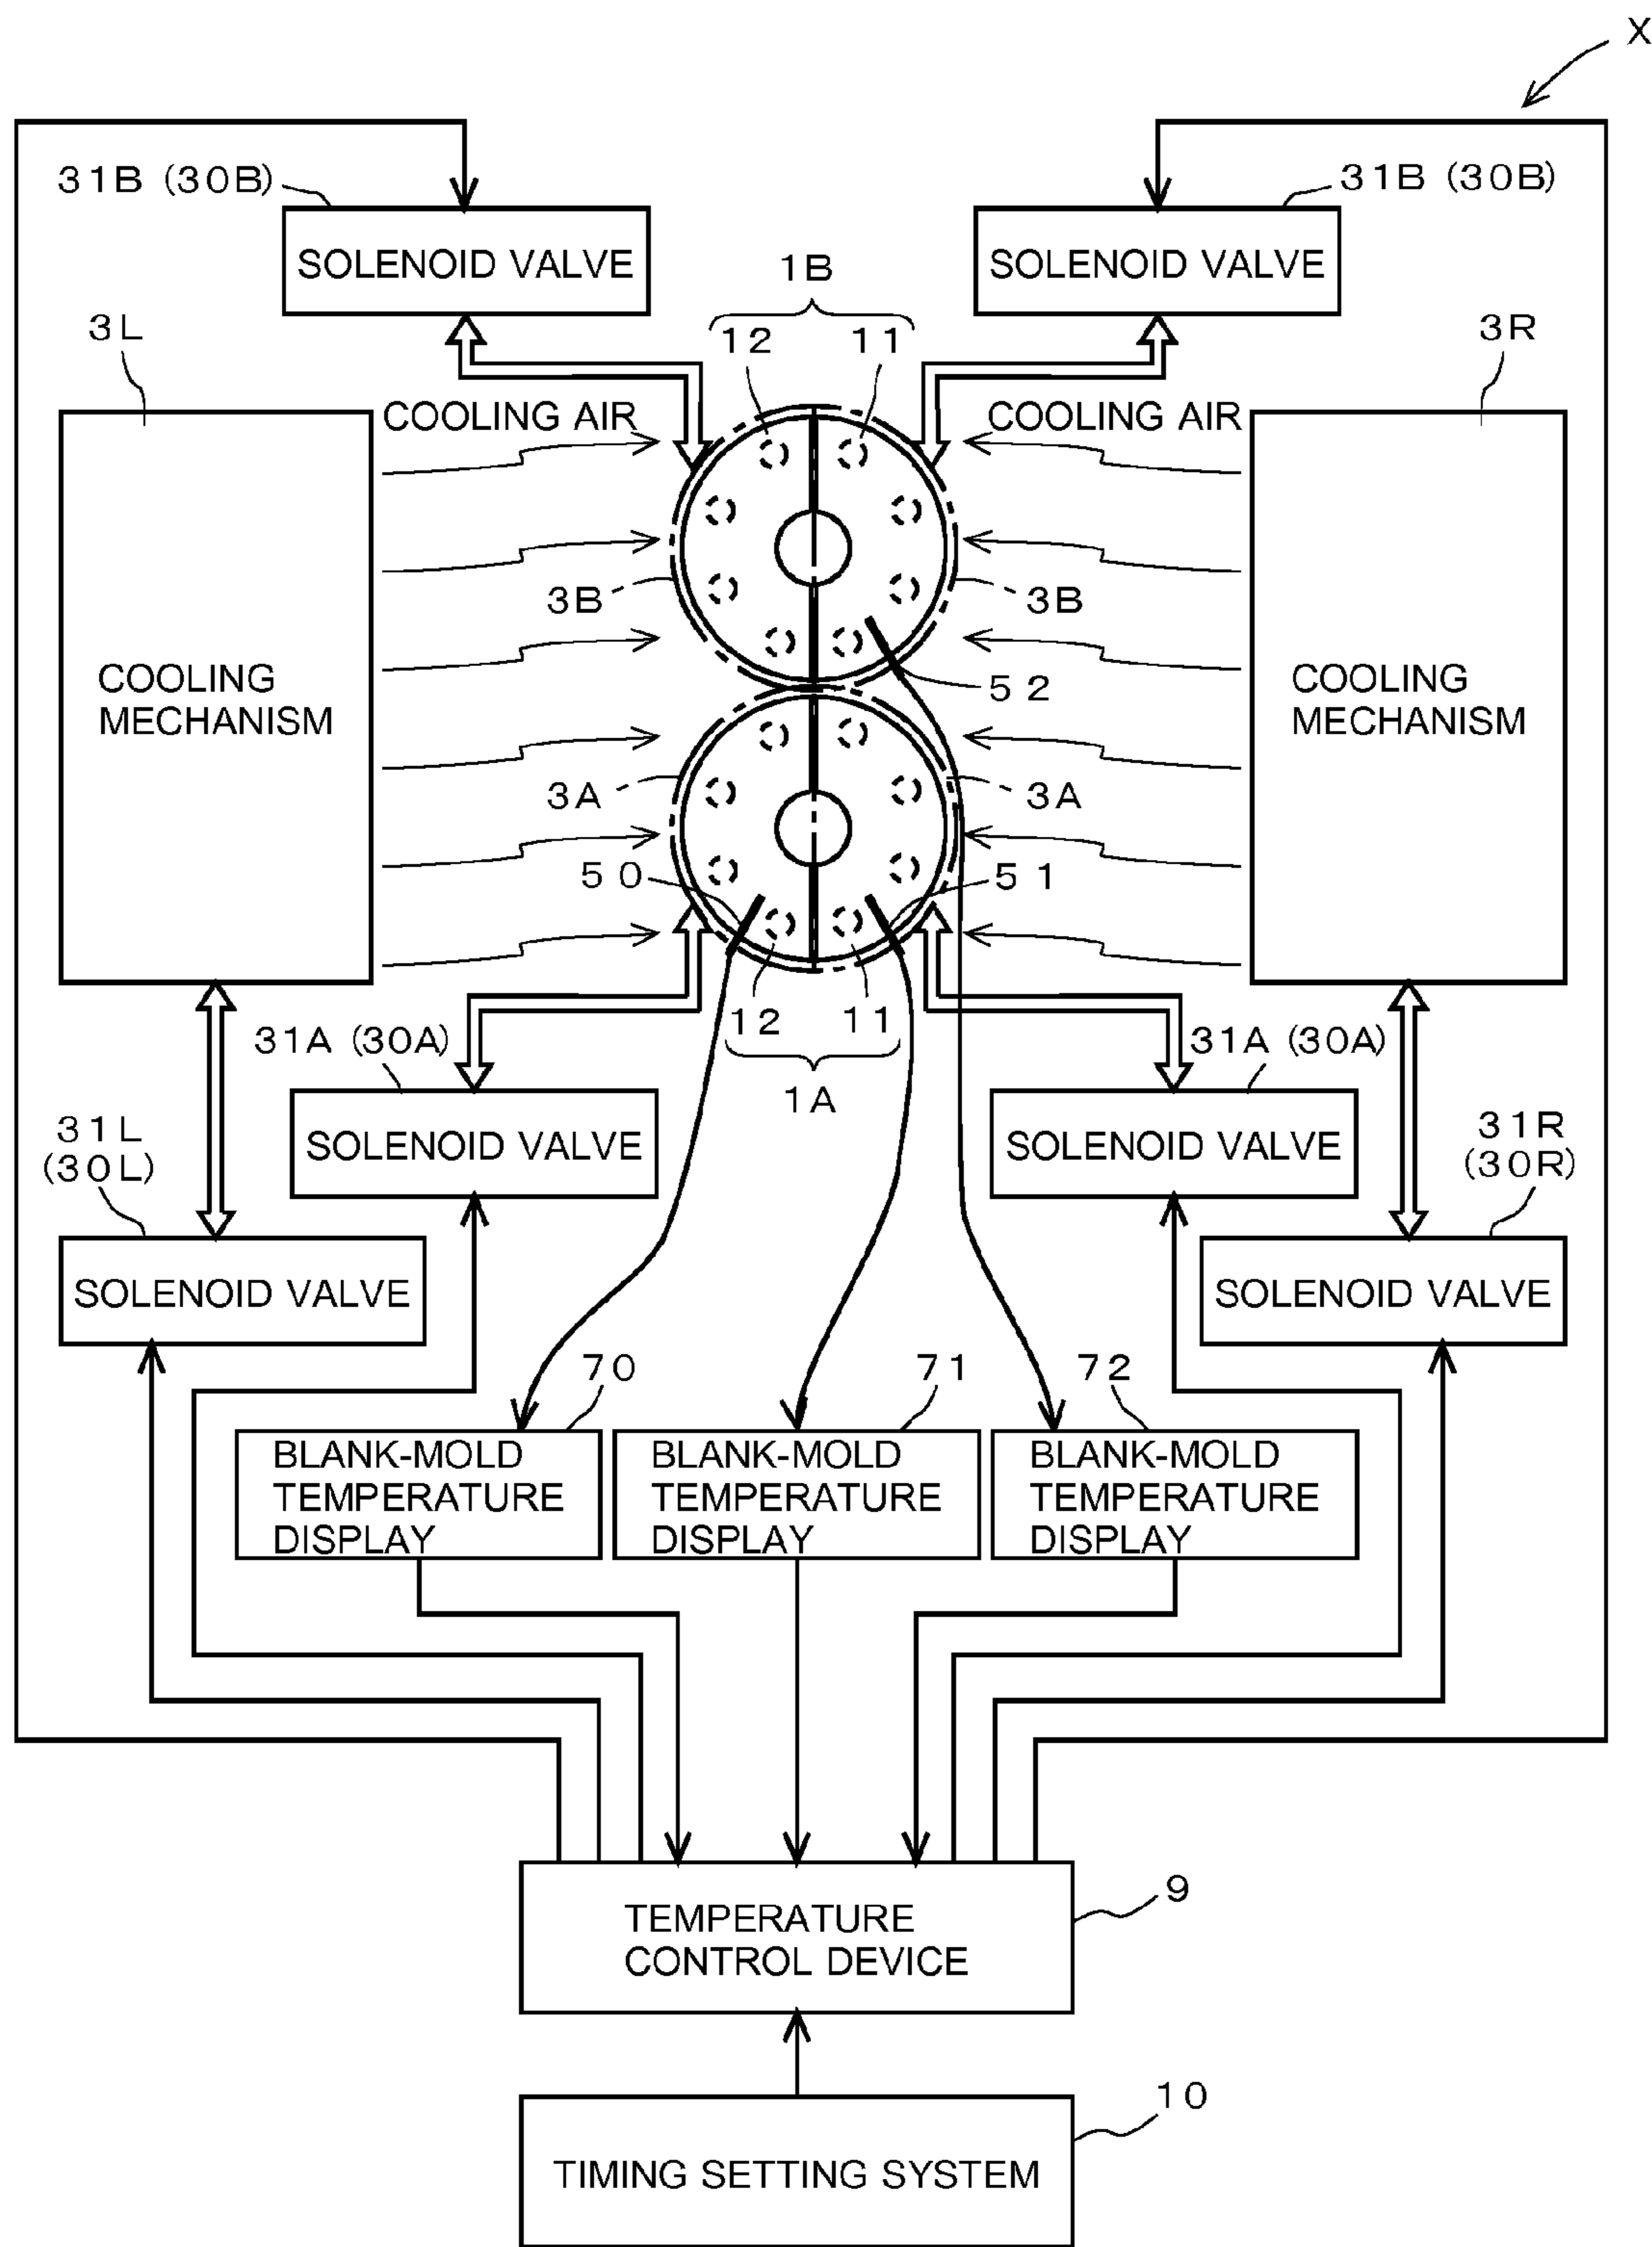 X
31B (30B)
31B (30B)
SOLENOID VALVE
SOLENOID VALVE
1B
3L
12
11
3R
COOLING AIR
COOLING AIR
3B
3B
COOLING
MECHANISM
52
COOLING
MECHANISM
3A
3A
50
51
12
11
31A (30A)
31A (30A)
1A
31L
(30L)
SOLENOID VALVE
SOLENOID VALVE
31R
(30R)
SOLENOID VALVE
SOLENOID VALVE
70
71
72
BLANK-MOLD
TEMPERATURE
DISPLAY
BLANK-MOLD
TEMPERATURE
DISPLAY
BLANK-MOLD
TEMPERATURE
DISPLAY
9
TEMPERATURE
CONTROL DEVICE
10
TIMING SETTING SYSTEM